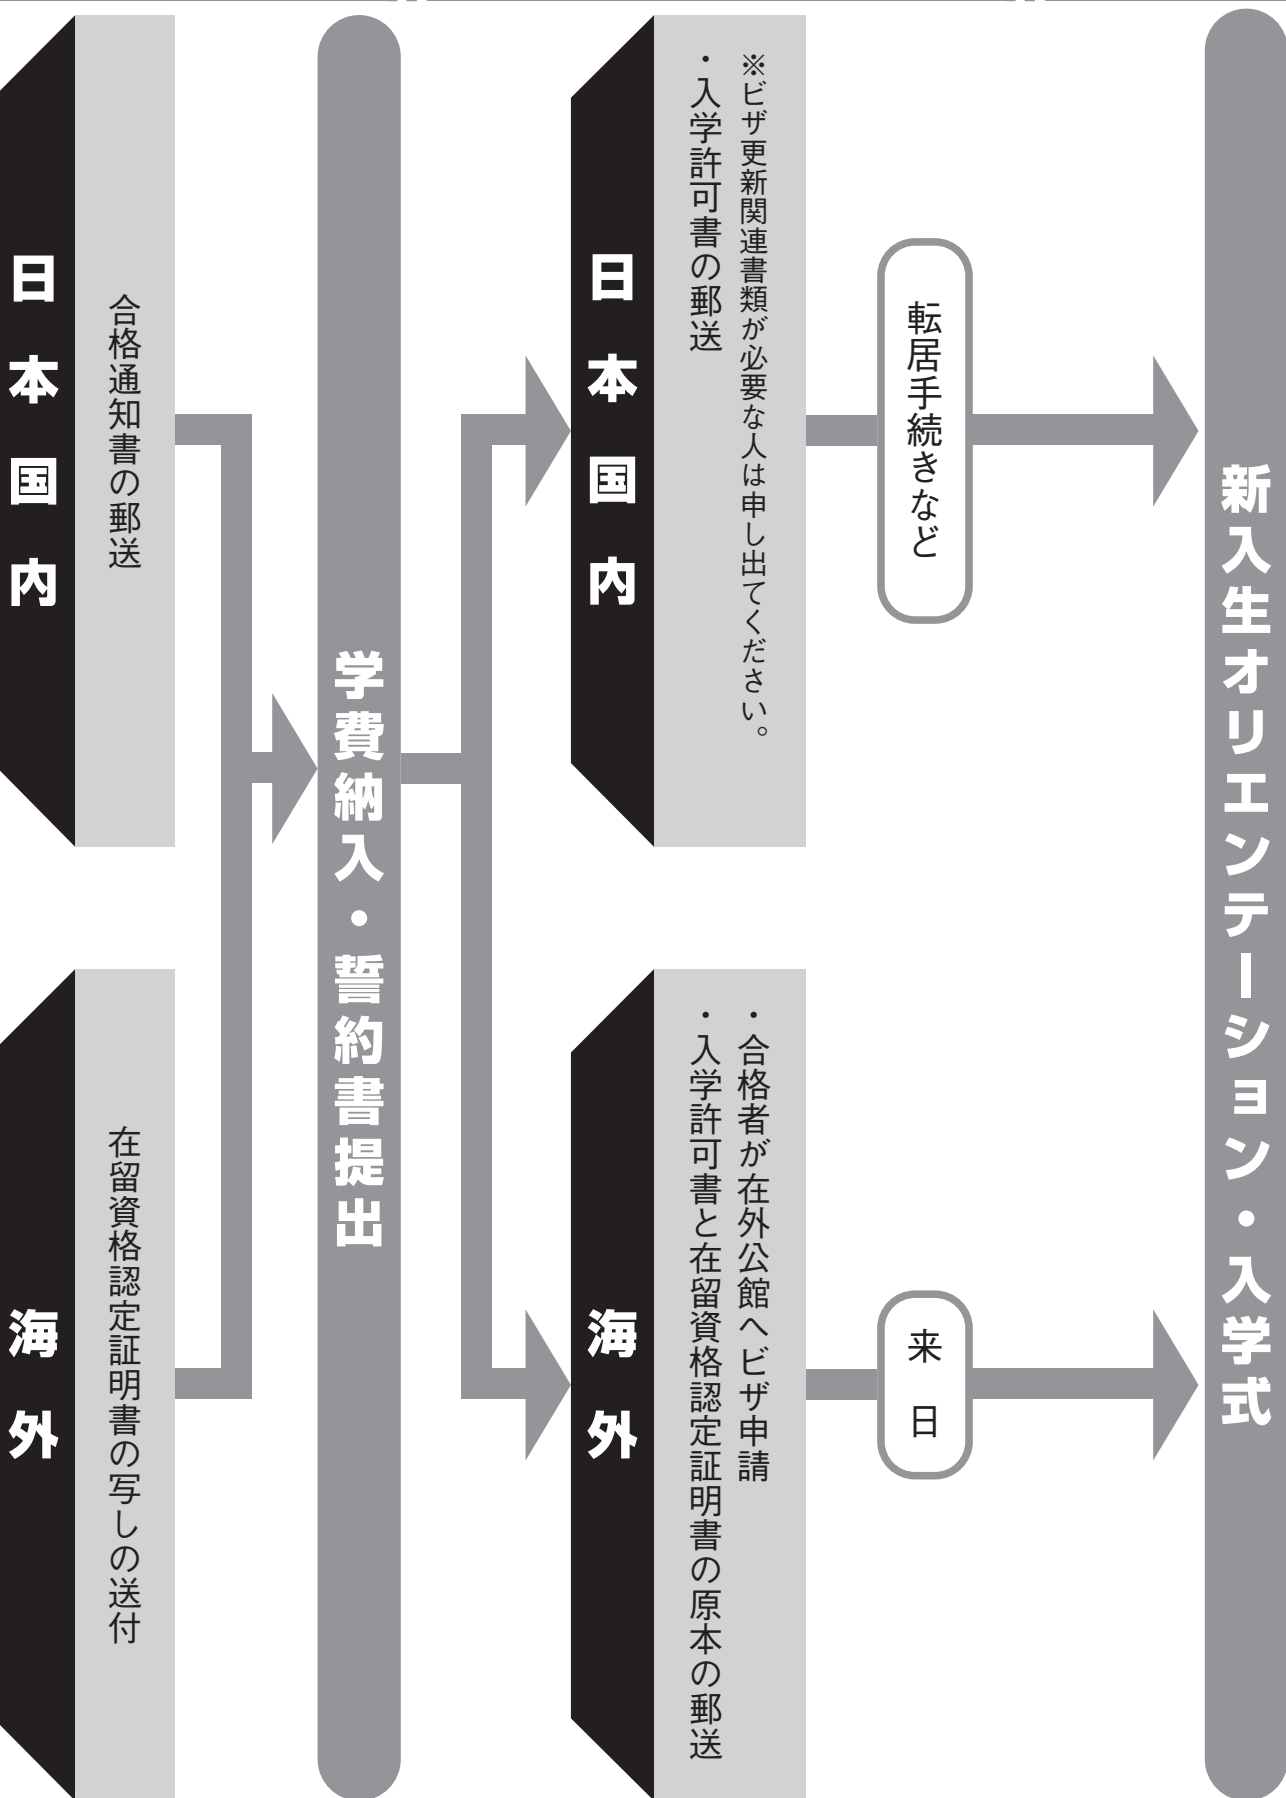 日本国内
合格通知書の郵送
海外
在留資格認定証明書の写しの送付
学費納入・誓約書提出
日本国内
・入学許可書の郵送
※ビザ更新関連書類が必要な人は申し出てください。
転居手続きなど
海外
・入学許可書と在留資格認定証明書の原本の郵送
・合格者が在外公館へビザ申請
来日
新入生オリエンテーション・入学式